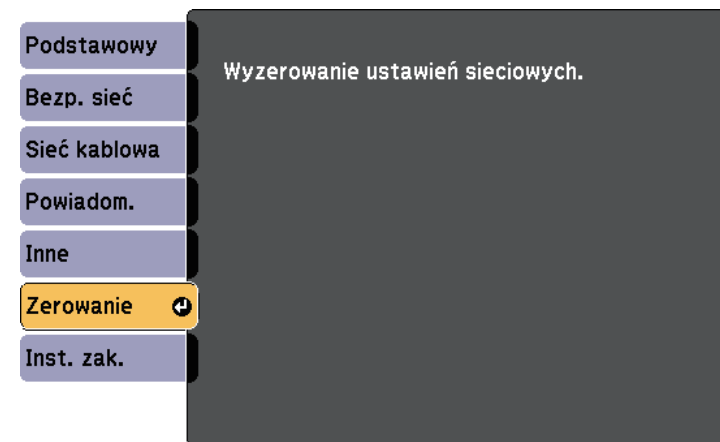 Podstawowy
Wyzerowanie ustawień sieciowych.
Bezp. sieć
Sieć kablowa
Powiadom.
Inne
Zerowanie
Inst. zak.